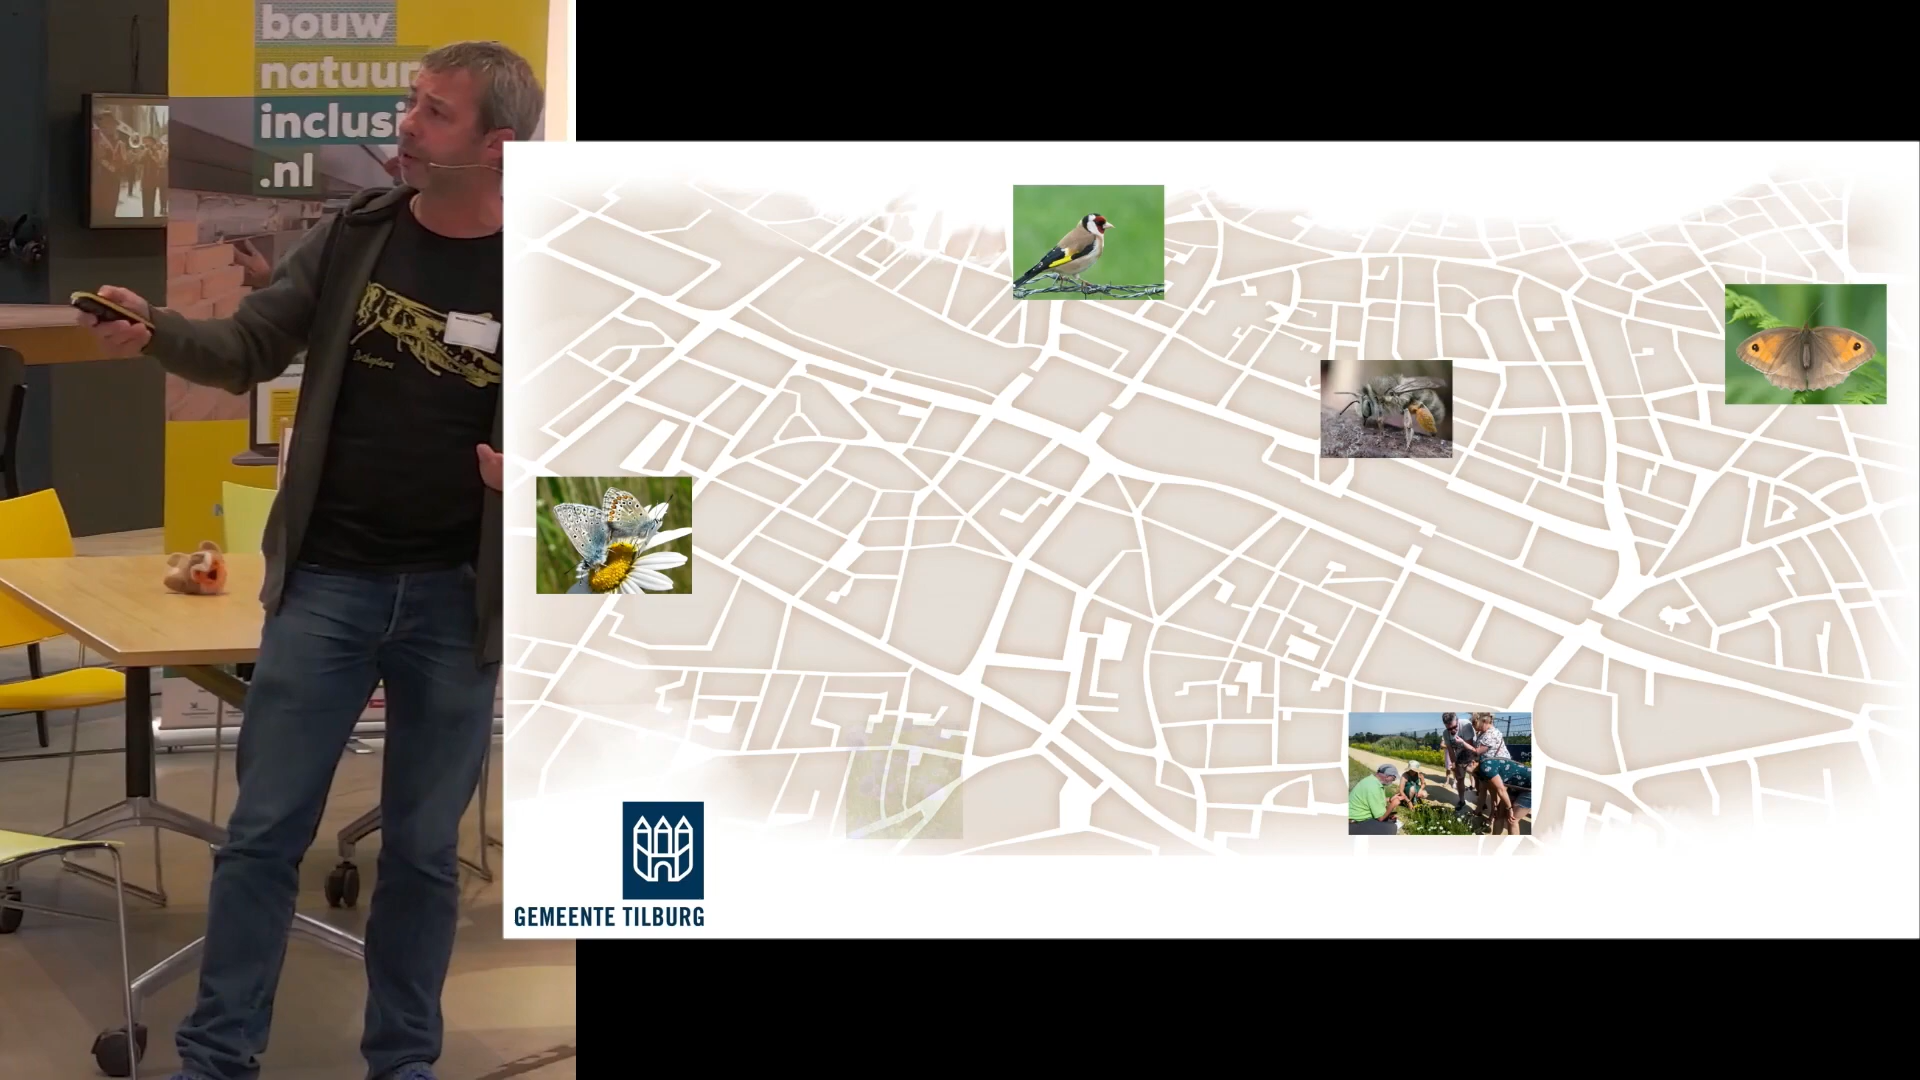 bouw
natuur
inclusi
.nl
Orthoptera
GEMEENTE TILBURG